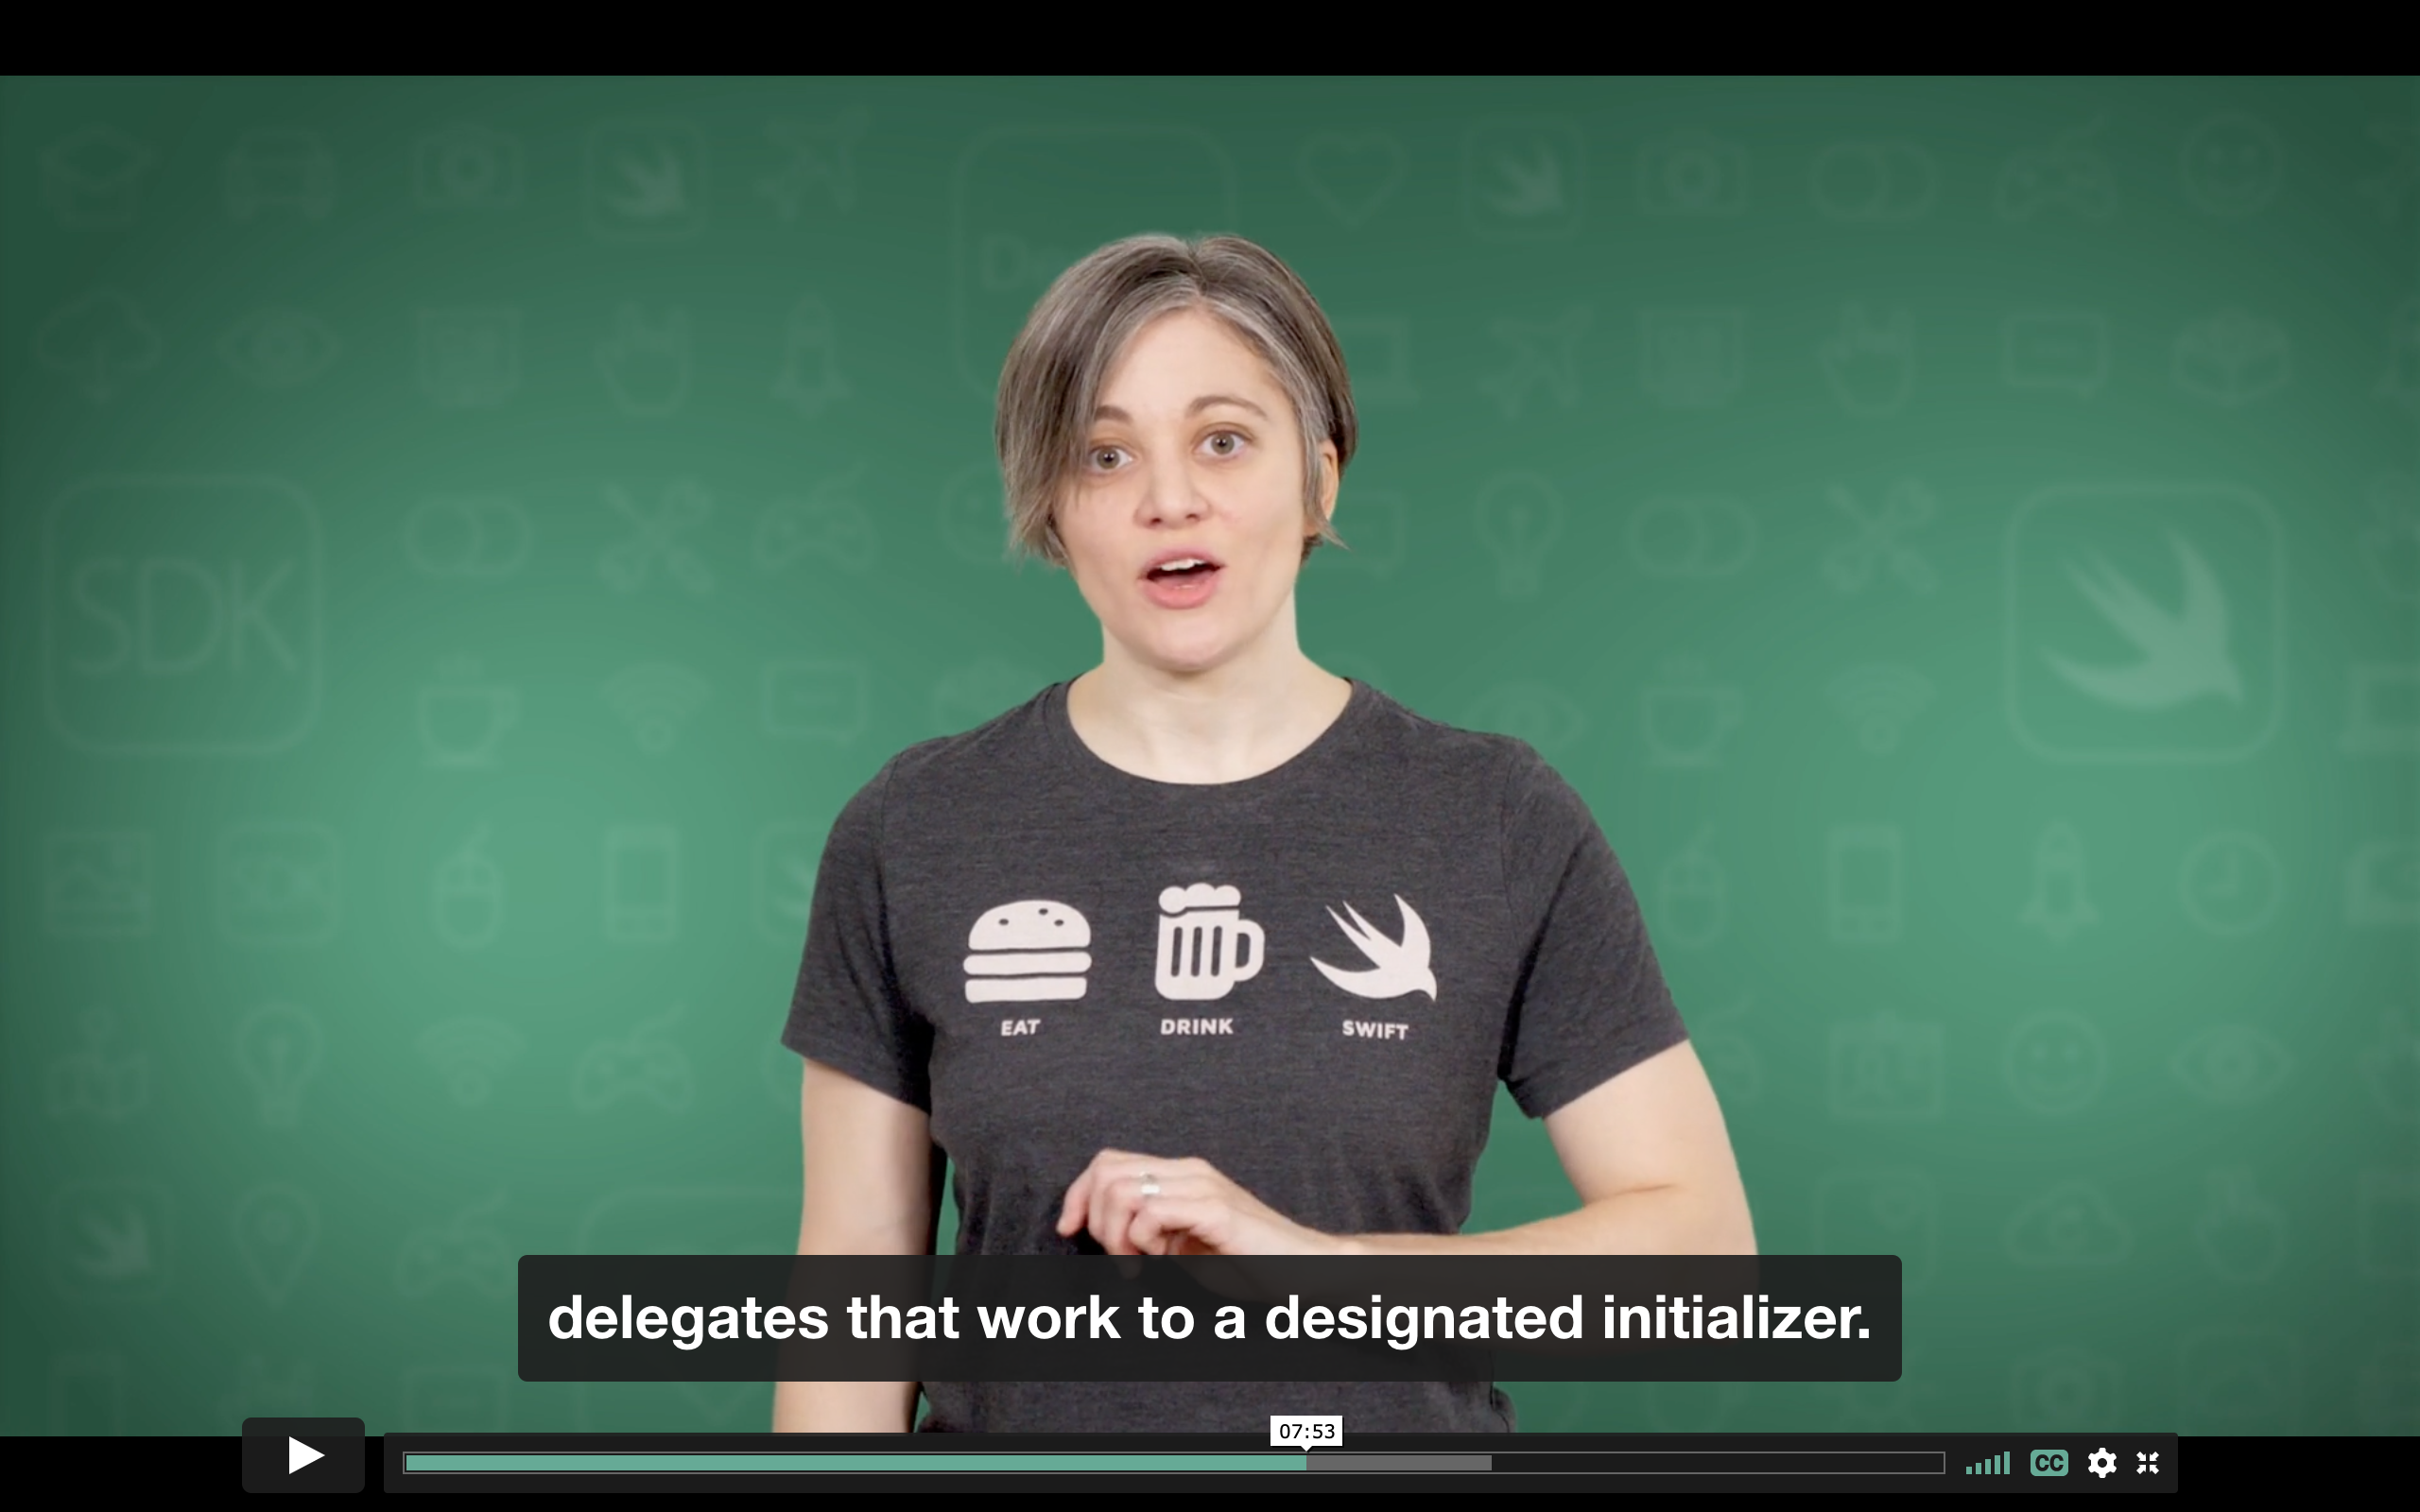 SDK
EAT
DRINK
SWIFT
delegates that work to a designated initializer.
07:53
CC